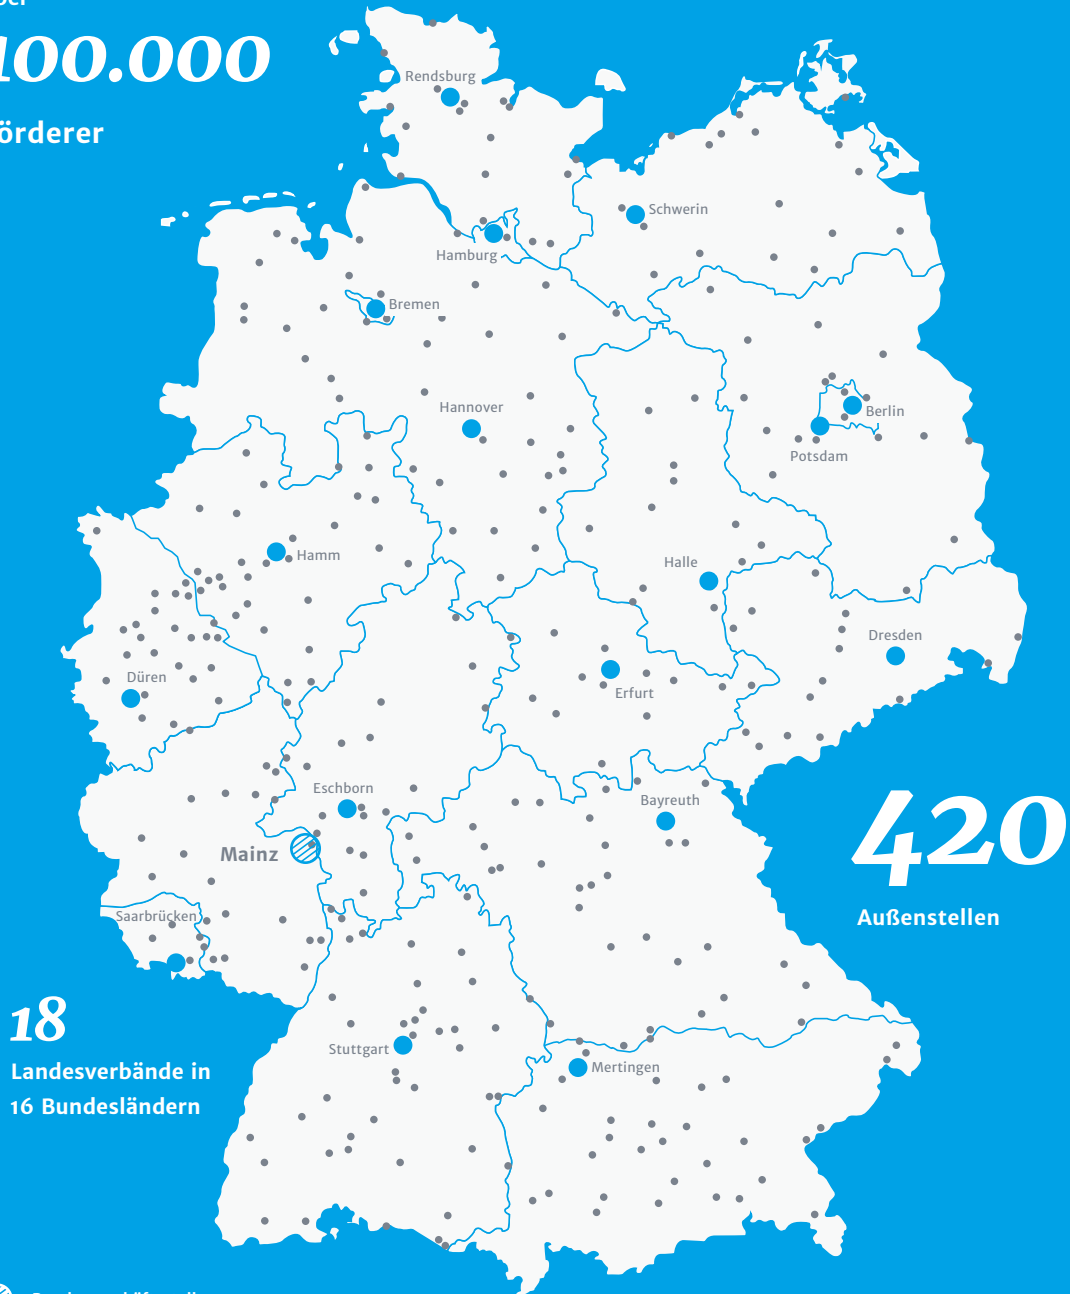 100.000
Rendsburg
Schwerin
Hamburg
Bremen
Hannover
Berlin
Potsdam
Hamm
Halle
Dresden
Düren
Erfurt
Eschborn
Bayreuth
420
Mainz
Außenstellen
Saarbrücken
18
Stuttgart
Mertingen
Landesverbände in
16 Bundesländern